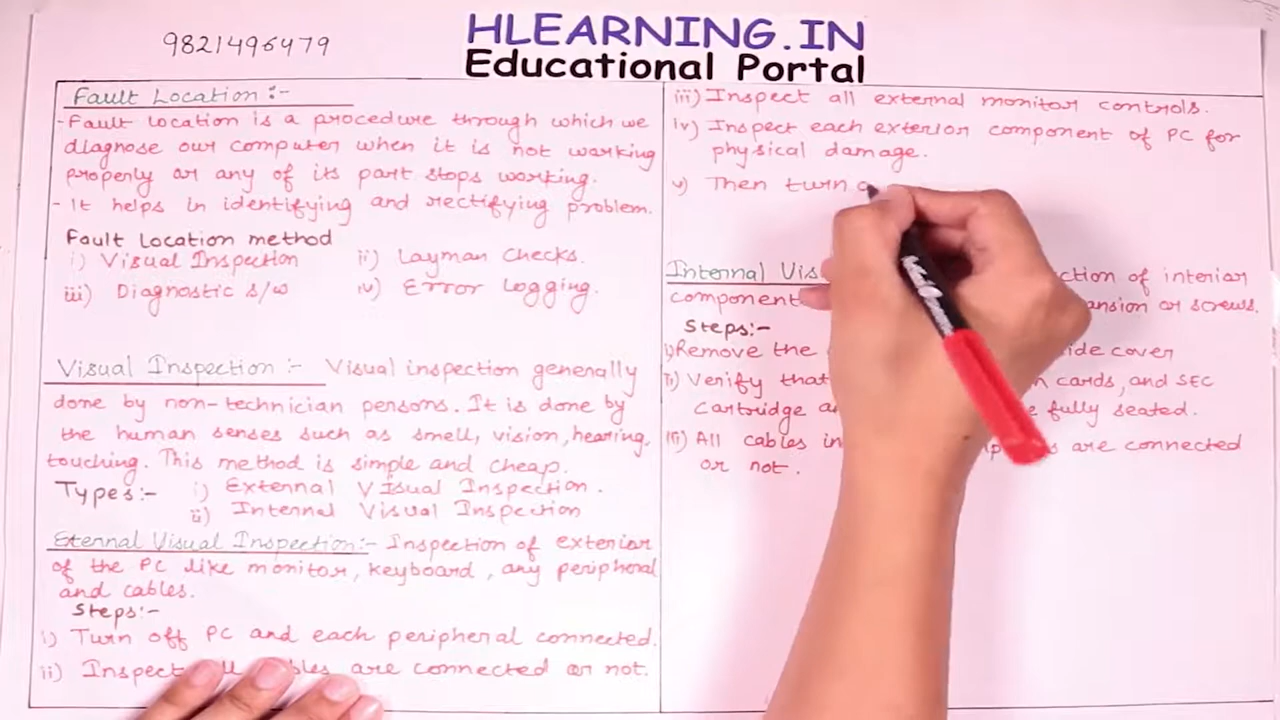 9821496479
HLEARNING.IN
Educational Portal
Fault Location :-
- Fault location is a procedure through which we
diagnose our computer when it is not working
properly or any of its part stops working.
- It helps in identifying and rectifying problem.
Fault Location method
i) Visual Inspection ii) Layman Checks.
iii) Diagnostic s/w iv) Error Logging.
Visual Inspection :- Visual inspection generally
done by non-technician persons. It is done by
the human senses such as smell, vision, hearing,
touching. This method is simple and cheap.
Types:- i) External Visual Inspection.
ii) Internal Visual Inspection
Eternal Visual Inspection:- Inspection of exterior
of the PC like monitor, keyboard, any peripheral
and cables.
Steps:-
i) Turn off PC and each peripheral connected.
ii) Inspect cables are connected or not.
iii) Inspect all external monitor controls.
iv) Inspect each exterior component of PC for
physical damage.
v) Then turn
Internal of interior
component or screws.
Steps:-
i) Remove the cover
ii) Verify that cards, and SEC
Cartridge fully seated.
iii) All cables are connected
or not.